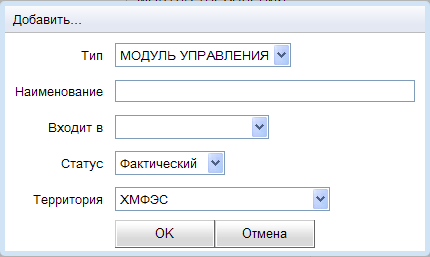 Добавить...
Тип МОДУЛЬ УПРАВЛЕНИЯ
Наименование
Входит в
Статус Фактический
Территория ХМФЭС
OK Отмена